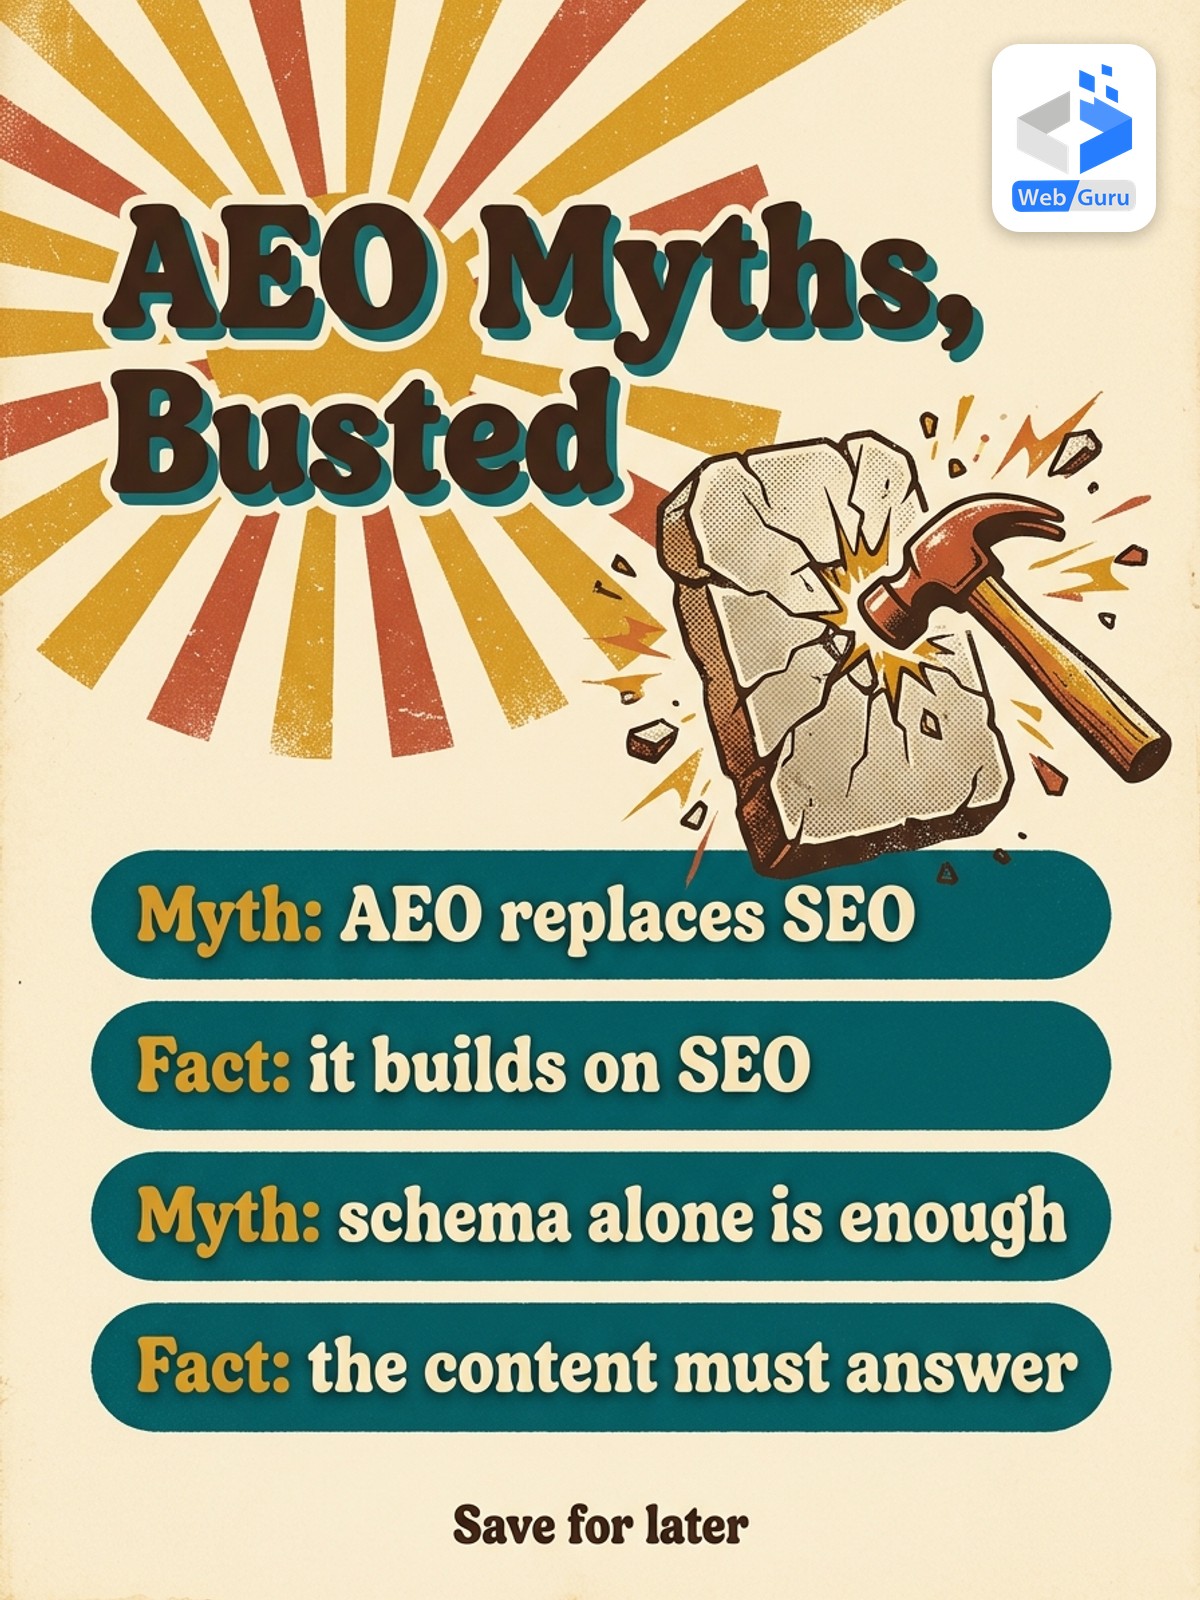 Web Guru
AEO Myths,
Busted
Myth: AEO replaces SEO
Fact: it builds on SEO
Myth: schema alone is enough
Fact: the content must answer
Save for later